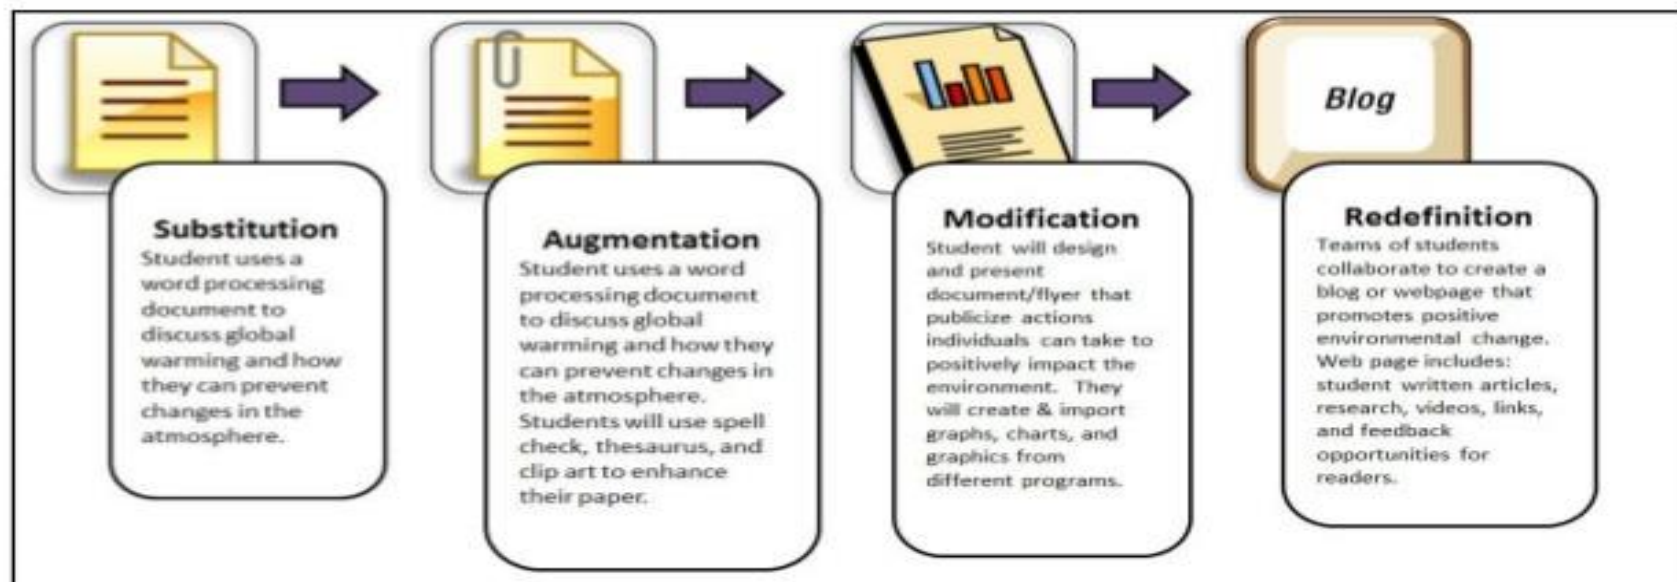 Substitution
Student uses a
word processing
document to
discuss global
warming and how
they can prevent
changes in the
atmosphere.
Augmentation
Student uses a word
processing document
to discuss global
warming and how they
can prevent changes in
the atmosphere.
Students will use spell
check, thesaurus, and
clip art to enhance
their paper.
Modification
Student will design
and present
document/flyer that
publicize actions
individuals can take to
positively impact the
environment. They
will create & import
graphs, charts, and
graphics from
different programs.
Blog
Redefinition
Teams of students
collaborate to create a
blog or webpage that
promotes positive
environmental change.
Web page includes:
student written articles,
research, videos, links,
and feedback
opportunities for
readers.